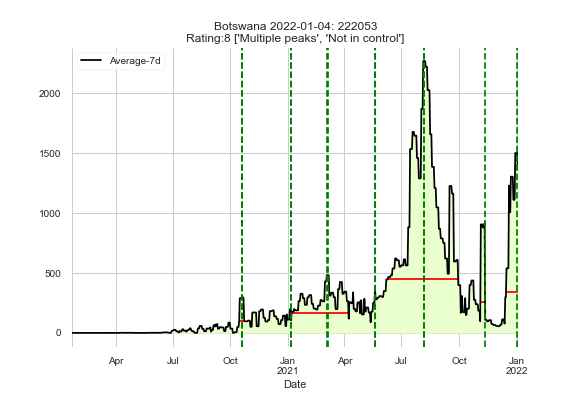 Botswana 2022-01-04: 222053
Rating:8 ['Multiple peaks', 'Not in control']
Average-7d
2000
1500
1000
500
0
Apr Jul Oct Jan Apr Jul Oct Jan
2021 2022
Date